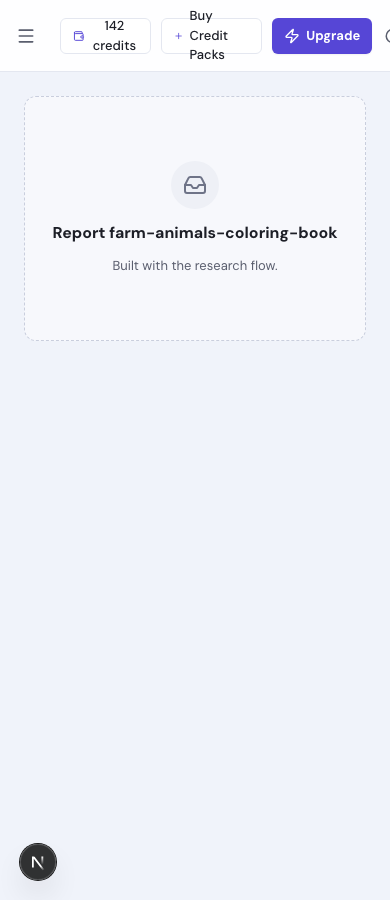 142
credits
Buy
Credit
Packs
Upgrade
Report farm-animals-coloring-book
Built with the research flow.
N